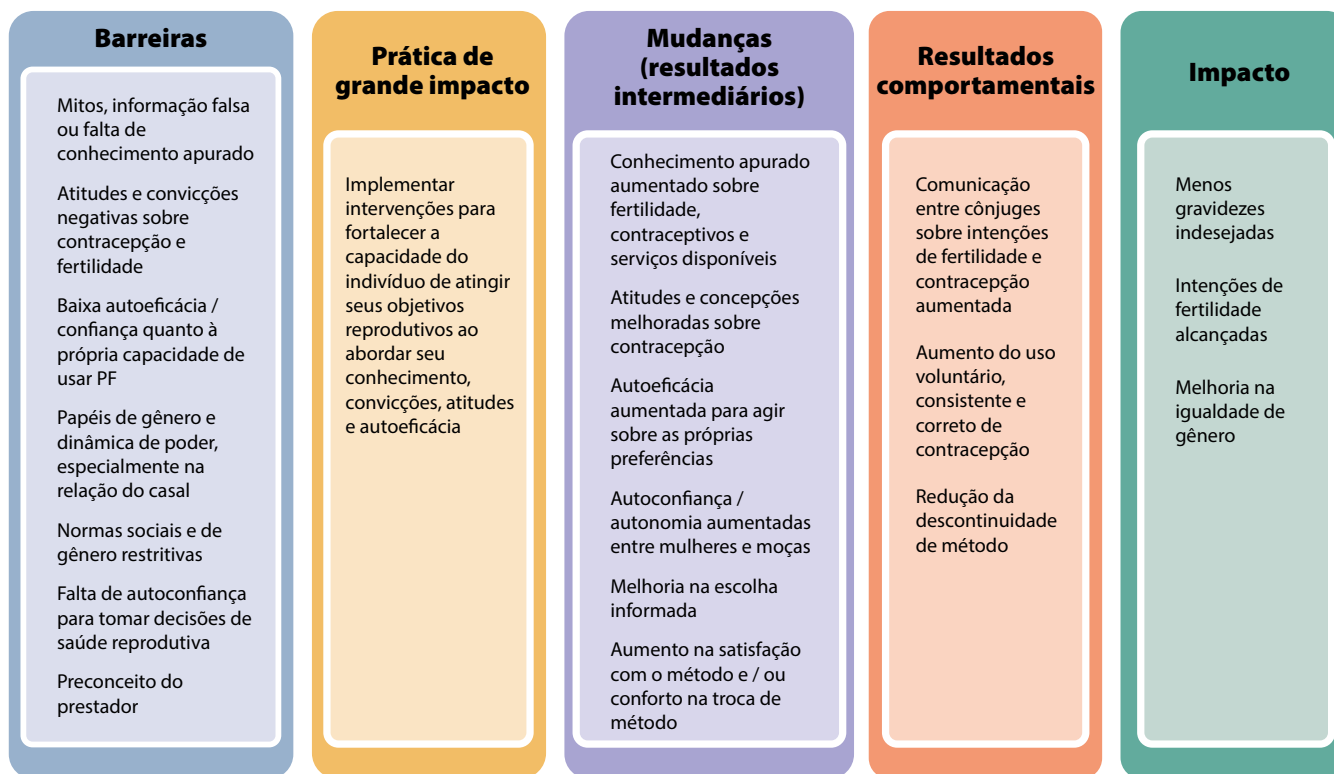 Barreiras
Mitos, informação falsa
ou falta de
conhecimento apurado
Atitudes e convicções
negativas sobre
contracepção e
fertilidade
Baixa autoeficácia /
confiança quanto à
própria capacidade de
usar PF
Papéis de gênero e
dinâmica de poder,
especialmente na
relação do casal
Normas sociais e de
gênero restritivas
Falta de autoconfiança
para tomar decisões de
saúde reprodutiva
Preconceito do
prestador
Prática de
grande impacto
Implementar
intervenções para
fortalecer a
capacidade do
indivíduo de atingir
seus objetivos
reprodutivos ao
abordar seu
conhecimento,
convicções, atitudes
e autoeficácia
Mudanças
(resultados
intermediários)
Conhecimento apurado
aumentado sobre
fertilidade,
contraceptivos e
serviços disponíveis
Atitudes e concepções
melhoradas sobre
contracepção
Autoeficácia
aumentada para agir
sobre as próprias
preferências
Autoconfiança /
autonomia aumentadas
entre mulheres e moças
Melhoria na escolha
informada
Aumento na satisfação
com o método e / ou
conforto na troca de
método
Resultados
comportamentais
Comunicação
entre cônjuges
sobre intenções
de fertilidade e
contracepção
aumentada
Aumento do uso
voluntário,
consistente e
correto de
contracepção
Redução da
descontinuidade
de método
Impacto
Menos
gravidezes
indesejadas
Intenções de
fertilidade
alcançadas
Melhoria na
igualdade de
gênero